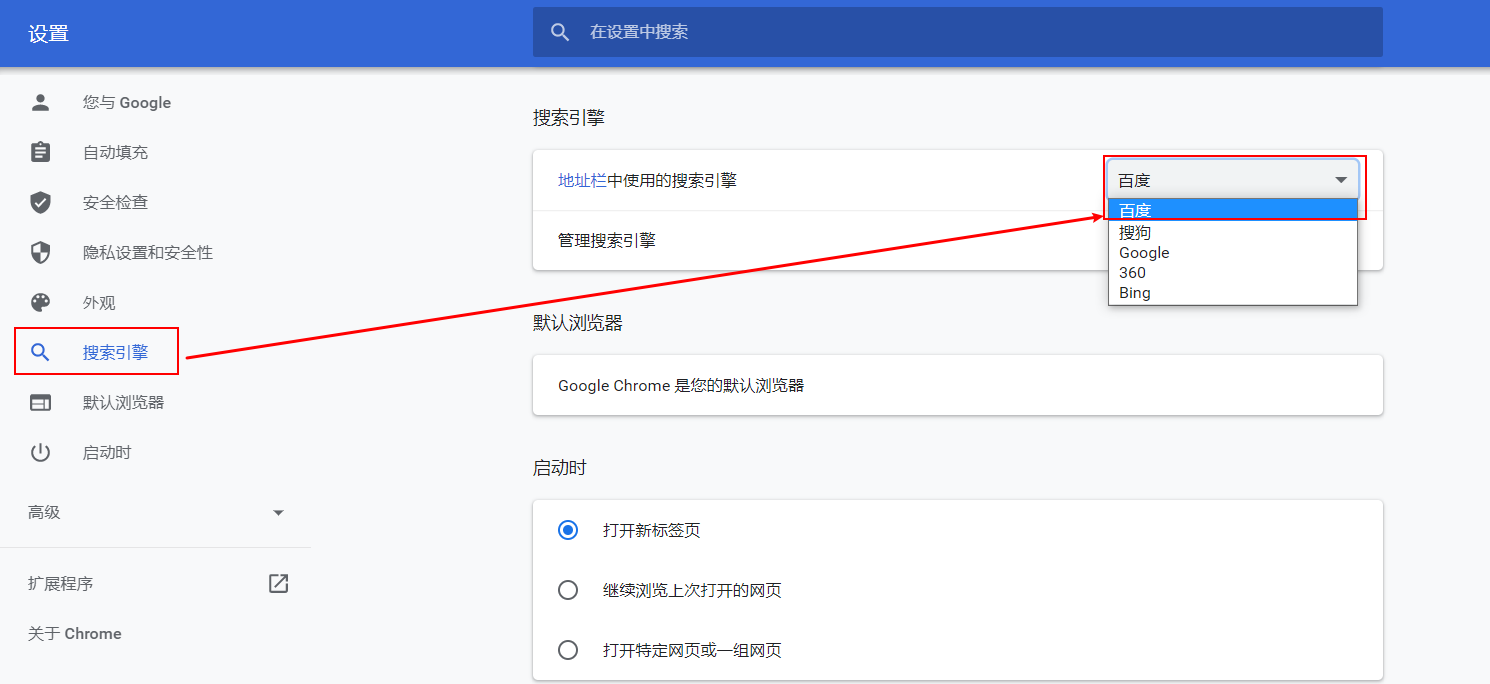 设置
在设置中搜索
您与 Google
自动填充
安全检查
隐私设置和安全性
外观
搜索引擎
默认浏览器
启动时
高级
扩展程序
关于 Chrome
搜索引擎
地址栏中使用的搜索引擎
百度
百度
搜狗
Google
360
Bing
管理搜索引擎
默认浏览器
Google Chrome 是您的默认浏览器
启动时
打开新标签页
继续浏览上次打开的网页
打开特定网页或一组网页